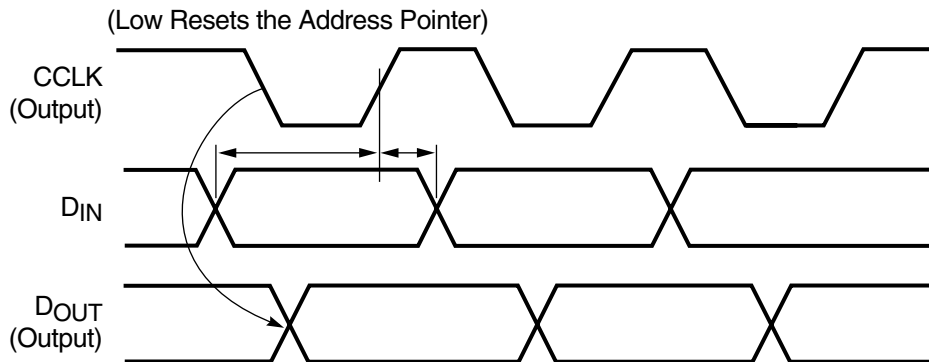 (Low Resets the Address Pointer)
CCLK
(Output)
DIN
DOUT
(Output)